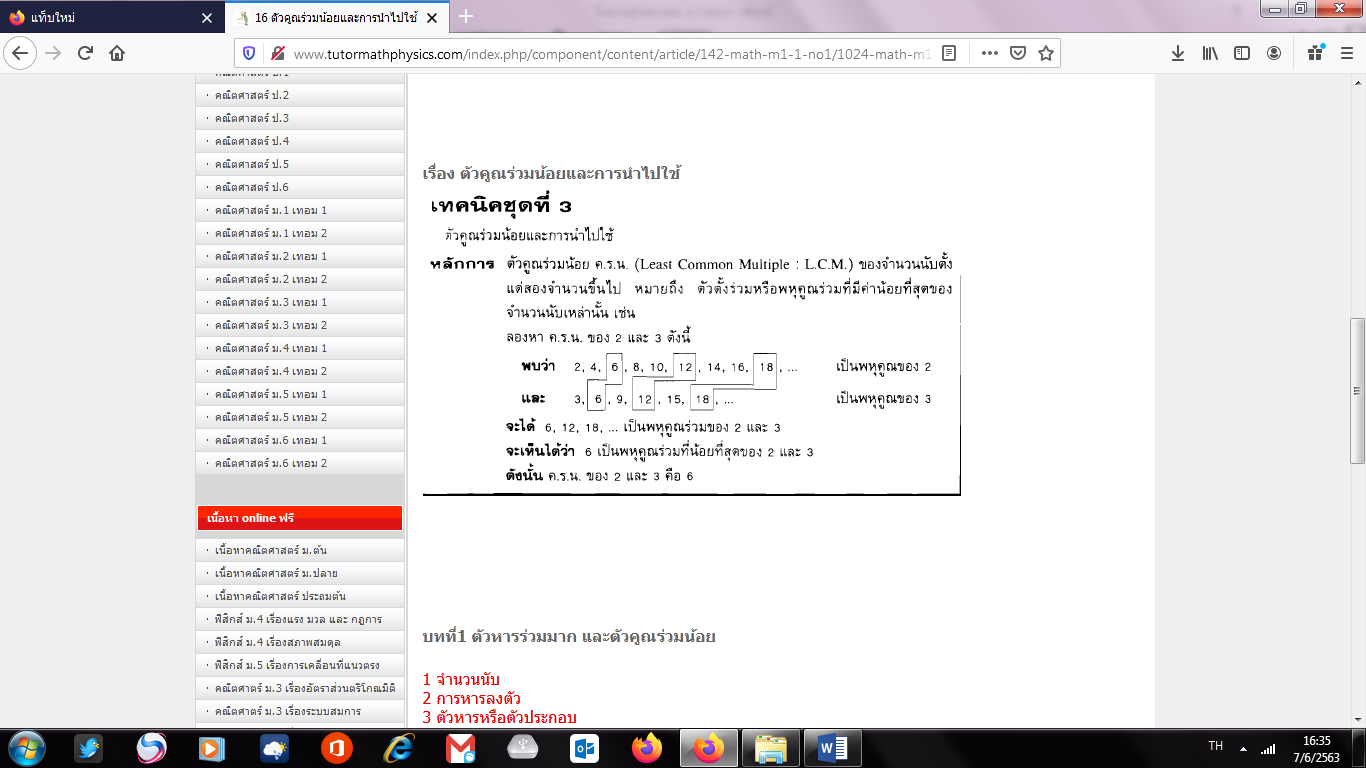 แท็บใหม่
16 ตัวคูณร่วมน้อยและการนำไปใช้
www.tutormathphysics.com/index.php/component/content/article/142-math-m1-1-no1/1024-math-m1
คณิตศาสตร์ ป.2
คณิตศาสตร์ ป.3
คณิตศาสตร์ ป.4
คณิตศาสตร์ ป.5
คณิตศาสตร์ ป.6
คณิตศาสตร์ ม.1 เทอม 1
คณิตศาสตร์ ม.1 เทอม 2
คณิตศาสตร์ ม.2 เทอม 1
คณิตศาสตร์ ม.2 เทอม 2
คณิตศาสตร์ ม.3 เทอม 1
คณิตศาสตร์ ม.3 เทอม 2
คณิตศาสตร์ ม.4 เทอม 1
คณิตศาสตร์ ม.4 เทอม 2
คณิตศาสตร์ ม.5 เทอม 1
คณิตศาสตร์ ม.5 เทอม 2
คณิตศาสตร์ ม.6 เทอม 1
คณิตศาสตร์ ม.6 เทอม 2
เนื้อหา online ฟรี
เนื้อหาคณิตศาสตร์ ม.ต้น
เนื้อหาคณิตศาสตร์ ม.ปลาย
เนื้อหาคณิตศาสตร์ ประถมต้น
ฟิสิกส์ ม.4 เรื่องแรง มวล และ กฎการ
ฟิสิกส์ ม.4 เรื่องสภาพสมดุล
ฟิสิกส์ ม.5 เรื่องการเคลื่อนที่แนวตรง
คณิตศาตร์ ม.3 เรื่องอัตราส่วนตรีโกณมิติ
คณิตศาตร์ ม.3 เรื่องระบบสมการ
เรื่อง ตัวคูณร่วมน้อยและการนำไปใช้
เทคนิคชุดที่ 3
ตัวคูณร่วมน้อยและการนำไปใช้
หลักการ ตัวคูณร่วมน้อย ค.ร.น. (Least Common Multiple : L.C.M.) ของจำนวนนับตั้ง
แต่สองจำนวนขึ้นไป หมายถึง ตัวตั้งร่วมหรือพหุคูณร่วมที่มีค่าน้อยที่สุดของ
จำนวนนับเหล่านั้น เช่น
ลองหา ค.ร.น. ของ 2 และ 3 ดังนี้
พบว่า 2, 4, 6, 8, 10, 12, 14, 16, 18, ... เป็นพหุคูณของ 2
และ 3, 6, 9, 12, 15, 18, ... เป็นพหุคูณของ 3
จะได้ 6, 12, 18, ... เป็นพหุคูณร่วมของ 2 และ 3
จะเห็นได้ว่า 6 เป็นพหุคูณร่วมที่น้อยที่สุดของ 2 และ 3
ดังนั้น ค.ร.น. ของ 2 และ 3 คือ 6
บทที่1 ตัวหารร่วมมาก และตัวคูณร่วมน้อย
1 จำนวนนับ
2 การหารลงตัว
3 ตัวหารหรือตัวประกอบ
TH
16:35
7/6/2563